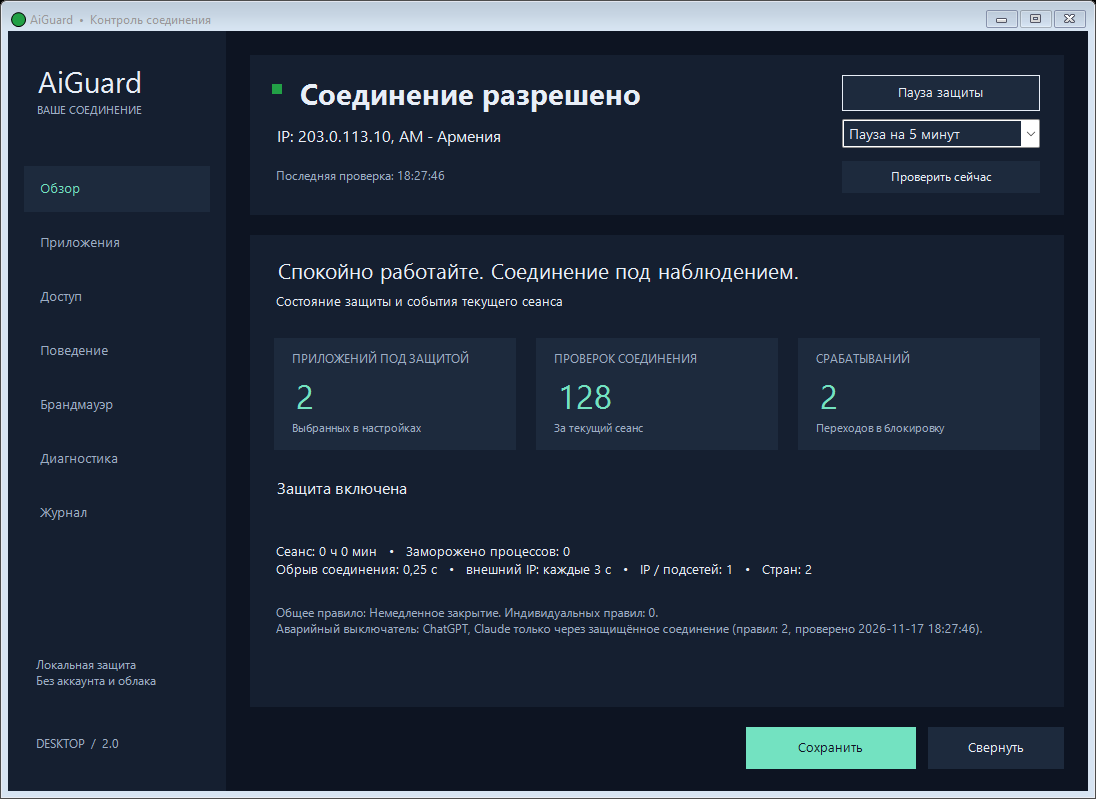 AiGuard • Контроль соединения
AiGuard
ВАШЕ СОЕДИНЕНИЕ
Обзор
Приложения
Доступ
Поведение
Брандмауэр
Диагностика
Журнал
Локальная защита
Без аккаунта и облака
DESKTOP / 2.0
Соединение разрешено
IP: 203.0.113.10, AM - Армения
Последняя проверка: 18:27:46
Пауза защиты
Пауза на 5 минут
Проверить сейчас
Спокойно работайте. Соединение под наблюдением.
Состояние защиты и события текущего сеанса
ПРИЛОЖЕНИЙ ПОД ЗАЩИТОЙ
2
Выбранных в настройках
ПРОВЕРОК СОЕДИНЕНИЯ
128
За текущий сеанс
СРАБАТЫВАНИЙ
2
Переходов в блокировку
Защита включена
Сеанс: 0 ч 0 мин • Заморожено процессов: 0
Обрыв соединения: 0,25 с • внешний IP: каждые 3 с • IP / подсетей: 1 • Стран: 2
Общее правило: Немедленное закрытие. Индивидуальных правил: 0.
Аварийный выключатель: ChatGPT, Claude только через защищённое соединение (правил: 2, проверено 2026-11-17 18:27:46).
Сохранить
Свернуть